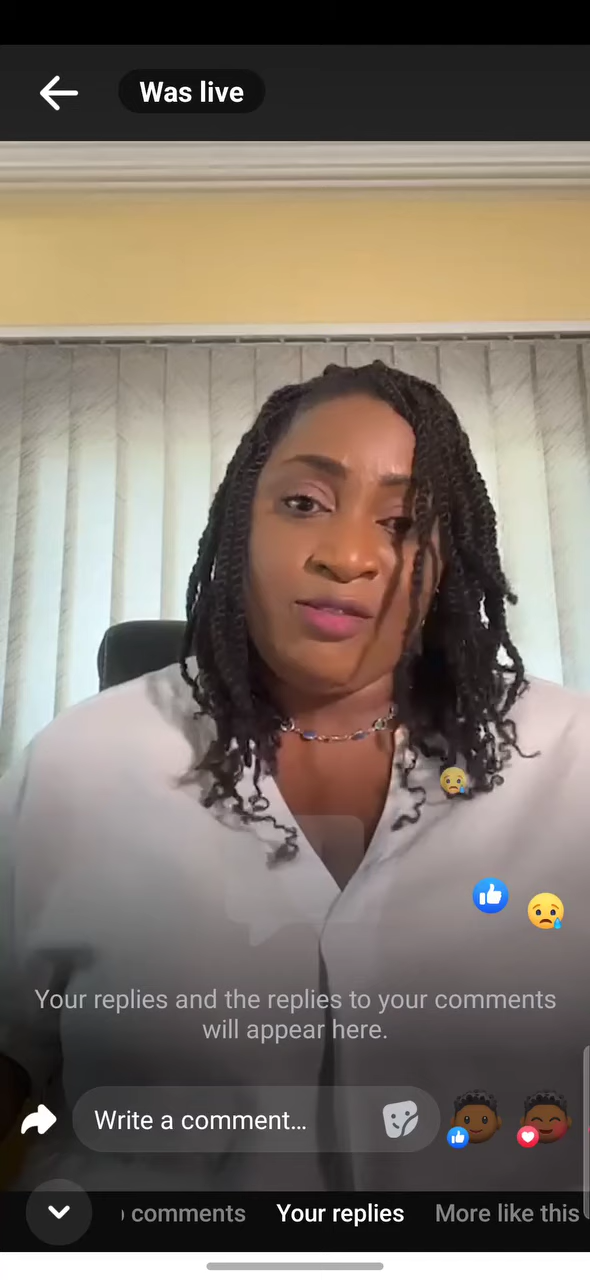 Was live
Your replies and the replies to your comments
will appear here.
Write a comment...
comments
Your replies
More like this